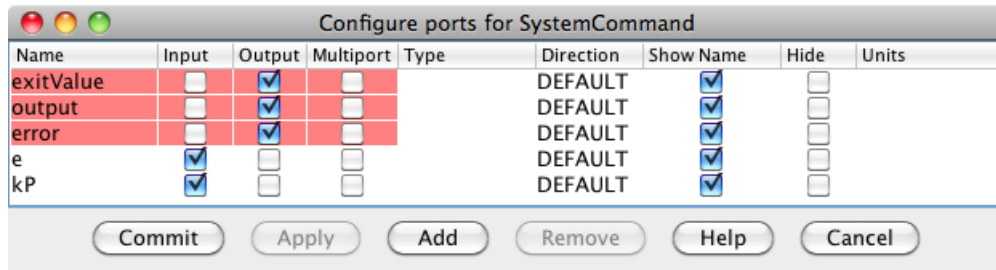 Configure ports for SystemCommand
Name Input Output Multiport Type Direction Show Name Hide Units
exitValue DEFAULT
output DEFAULT
error DEFAULT
e DEFAULT
kP DEFAULT
Commit Apply Add Remove Help Cancel